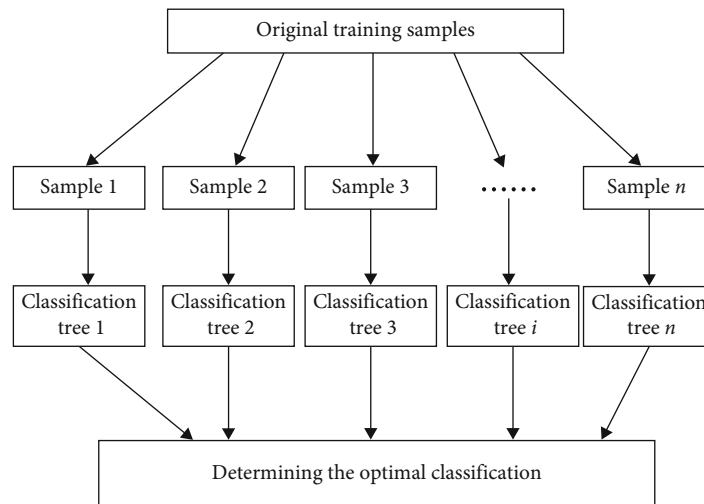 Original training samples
Sample 1
Sample 2
Sample 3
......
Sample n
Classification
tree 1
Classification
tree 2
Classification
tree 3
Classification
tree i
Classification
tree n
Determining the optimal classification